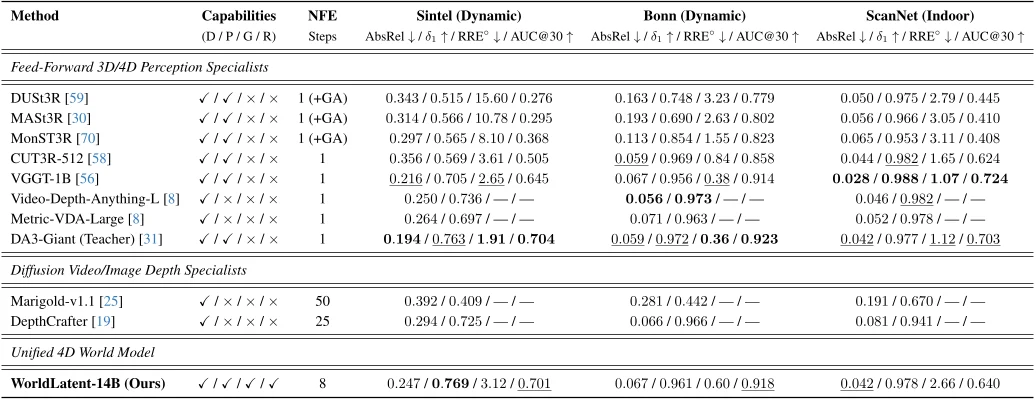 Method Capabilities NFE Sintel (Dynamic) Bonn (Dynamic) ScanNet (Indoor)
(D / P / G / R) Steps AbsRel ↓ / δ1 ↑ / RRE° ↓ / AUC@30 ↑ AbsRel ↓ / δ1 ↑ / RRE° ↓ / AUC@30 ↑ AbsRel ↓ / δ1 ↑ / RRE° ↓ / AUC@30 ↑
Feed-Forward 3D/4D Perception Specialists
DUSt3R [59] ✓ / ✓ / × / × 1 (+GA) 0.343 / 0.515 / 15.60 / 0.276 0.163 / 0.748 / 3.23 / 0.779 0.050 / 0.975 / 2.79 / 0.445
MASt3R [30] ✓ / ✓ / × / × 1 (+GA) 0.314 / 0.566 / 10.78 / 0.295 0.193 / 0.690 / 2.63 / 0.802 0.056 / 0.966 / 3.05 / 0.410
MonST3R [70] ✓ / ✓ / × / × 1 (+GA) 0.297 / 0.565 / 8.10 / 0.368 0.113 / 0.854 / 1.55 / 0.823 0.065 / 0.953 / 3.11 / 0.408
CUT3R-512 [58] ✓ / ✓ / × / × 1 0.356 / 0.569 / 3.61 / 0.505 0.059 / 0.969 / 0.84 / 0.858 0.044 / 0.982 / 1.65 / 0.624
VGGT-1B [56] ✓ / ✓ / × / × 1 0.216 / 0.705 / 2.65 / 0.645 0.067 / 0.956 / 0.38 / 0.914 0.028 / 0.988 / 1.07 / 0.724
Video-Depth-Anything-L [8] ✓ / × / × / × 1 0.250 / 0.736 / — / — 0.056 / 0.973 / — / — 0.046 / 0.982 / — / —
Metric-VDA-Large [8] ✓ / × / × / × 1 0.264 / 0.697 / — / — 0.071 / 0.963 / — / — 0.052 / 0.978 / — / —
DA3-Giant (Teacher) [31] ✓ / ✓ / × / × 1 0.194 / 0.763 / 1.91 / 0.704 0.059 / 0.972 / 0.36 / 0.923 0.042 / 0.977 / 1.12 / 0.703
Diffusion Video/Image Depth Specialists
Marigold-v1.1 [25] ✓ / × / × / × 50 0.392 / 0.409 / — / — 0.281 / 0.442 / — / — 0.191 / 0.670 / — / —
DepthCrafter [19] ✓ / × / × / × 25 0.294 / 0.725 / — / — 0.066 / 0.966 / — / — 0.081 / 0.941 / — / —
Unified 4D World Model
WorldLatent-14B (Ours) ✓ / ✓ / ✓ / ✓ 8 0.247 / 0.769 / 3.12 / 0.701 0.067 / 0.961 / 0.60 / 0.918 0.042 / 0.978 / 2.66 / 0.640